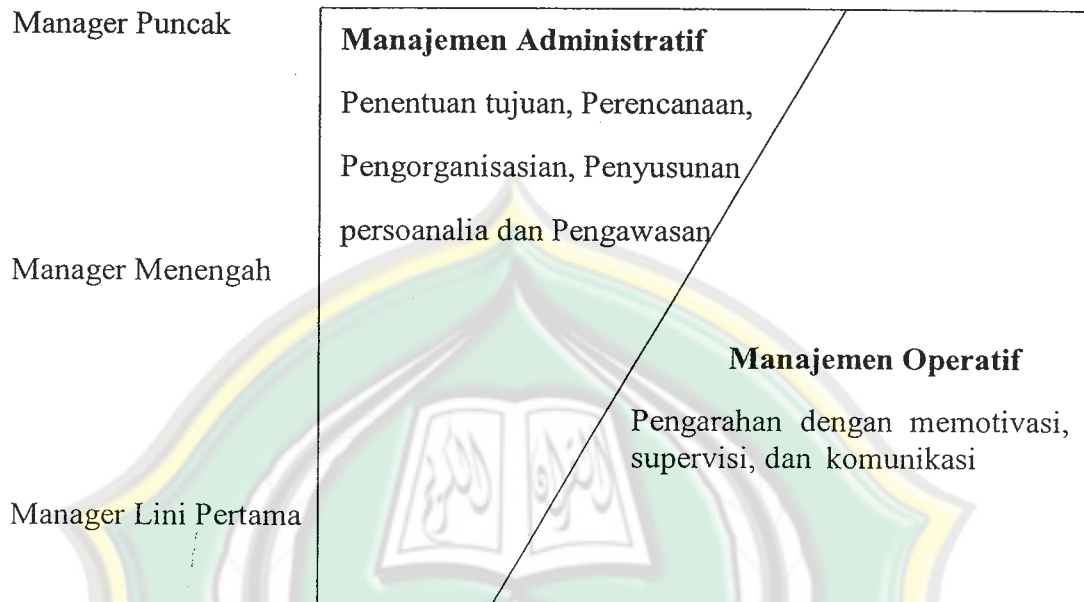 Manager Puncak
Manajemen Administratif
Penentuan tujuan, Perencanaan,
Pengorganisasian, Penyusunan
persoanalia dan Pengawasan
Manager Menengah
Manajemen Operatif
Pengarahan dengan memotivasi,
supervisi, dan komunikasi
Manager Lini Pertama